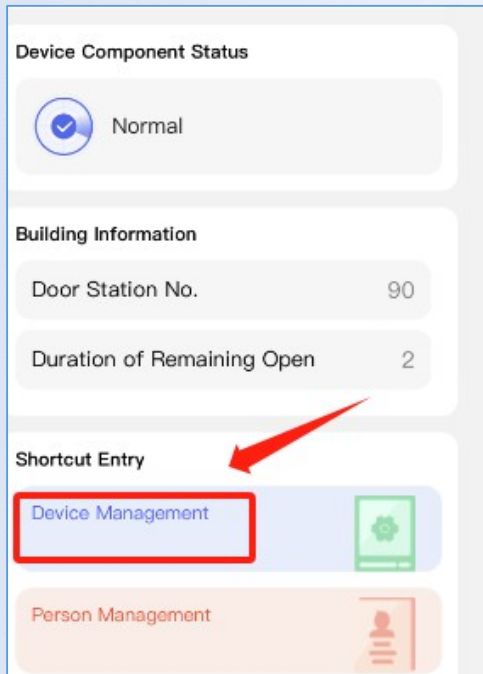 Device Component Status
Normal
Building Information
Door Station No. 90
Duration of Remaining Open 2
Shortcut Entry
Device Management
Person Management